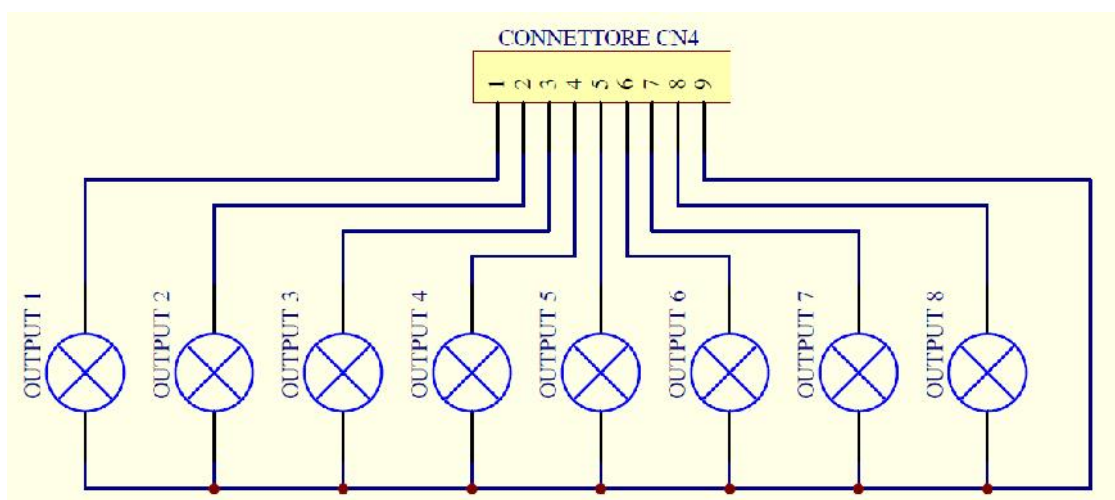 CONNETTORE CN4
1 2 3 4 5 6 7 8 9
OUTPUT 1
OUTPUT 2
OUTPUT 3
OUTPUT 4
OUTPUT 5
OUTPUT 6
OUTPUT 7
OUTPUT 8